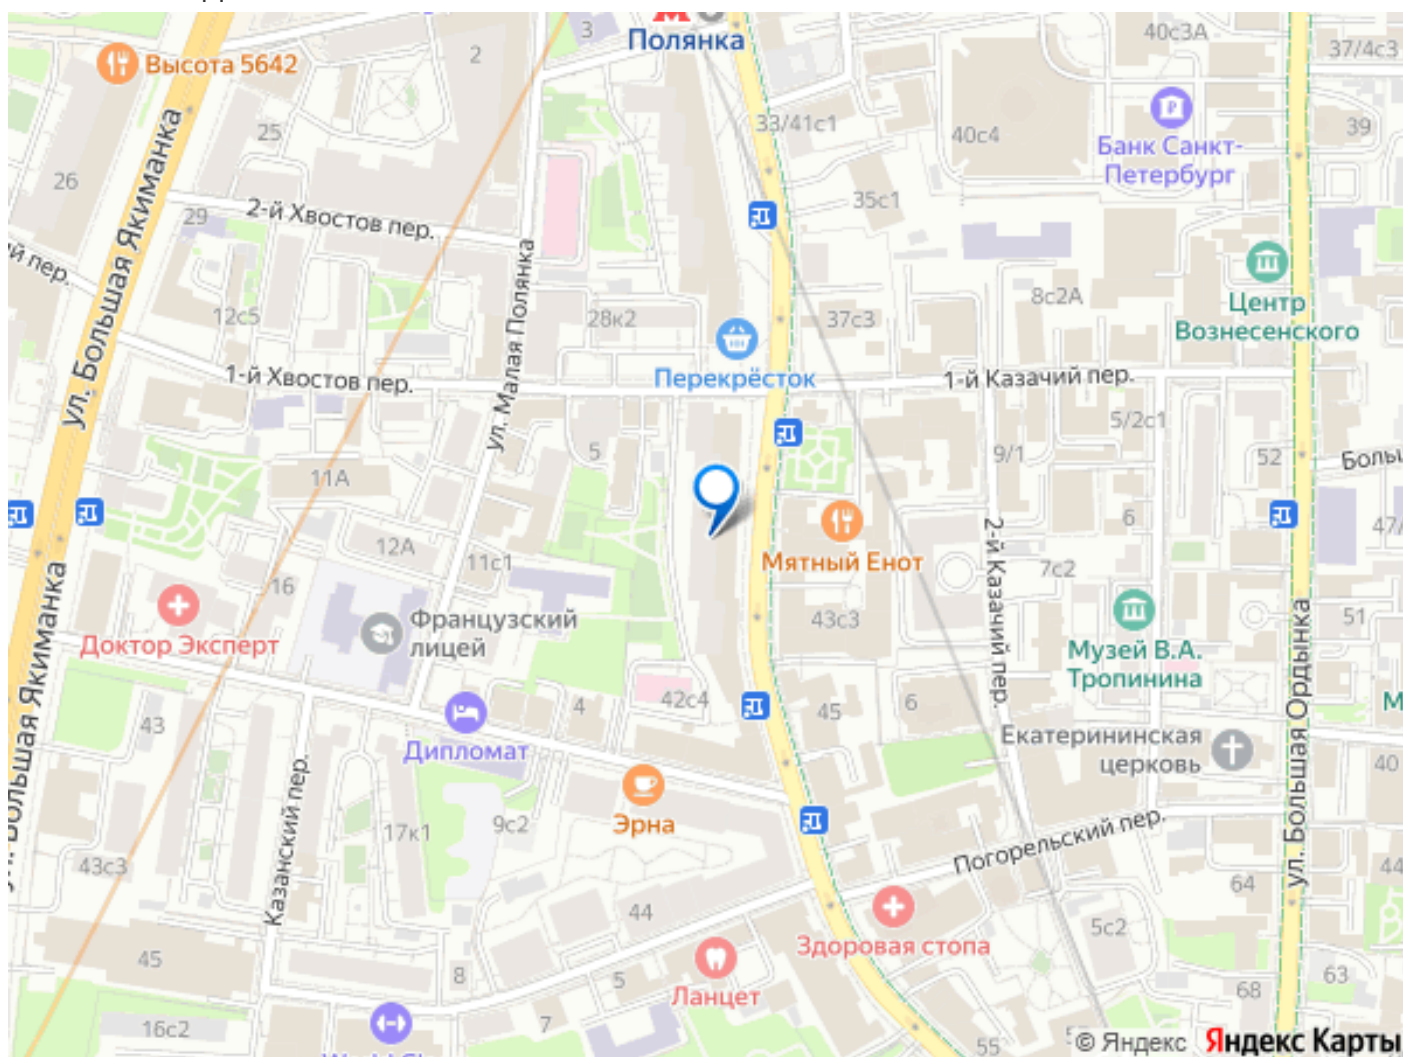 Полянка
Высота 5642
2
3
40с3А
37/4с3
25
26
33/41с1
40с4
39
Банк Санкт-
Петербург
ул. Большая Якиманка
29
2-й Хвостов пер.
35с1
й пер.
ул. Малая Полянка
12с5
28к2
37с3
8с2А
Центр
Вознесенского
1-й Хвостов пер.
Перекрёсток
1-й Казачий пер.
5
5/2с1
9/1
52
Боль
11А
12А
11с1
6
47/
Мятный Енот
2-й Казачий пер.
7с2
16
Доктор Эксперт
Французский
лицей
43с3
51
Музей В.А.
Тропинина
ул. Большая Ордынка
ул. Большая Якиманка
43
4
42с4
45
6
М
Дипломат
Екатерининская
церковь
40
Казанский пер.
17к1
9с2
Эрна
Погорельский пер.
43с3
44
64
44
45
8
5
Здоровая стопа
5с2
Ланцет
63
68
16с2
7
55
© Яндекс
Яндекс Карты